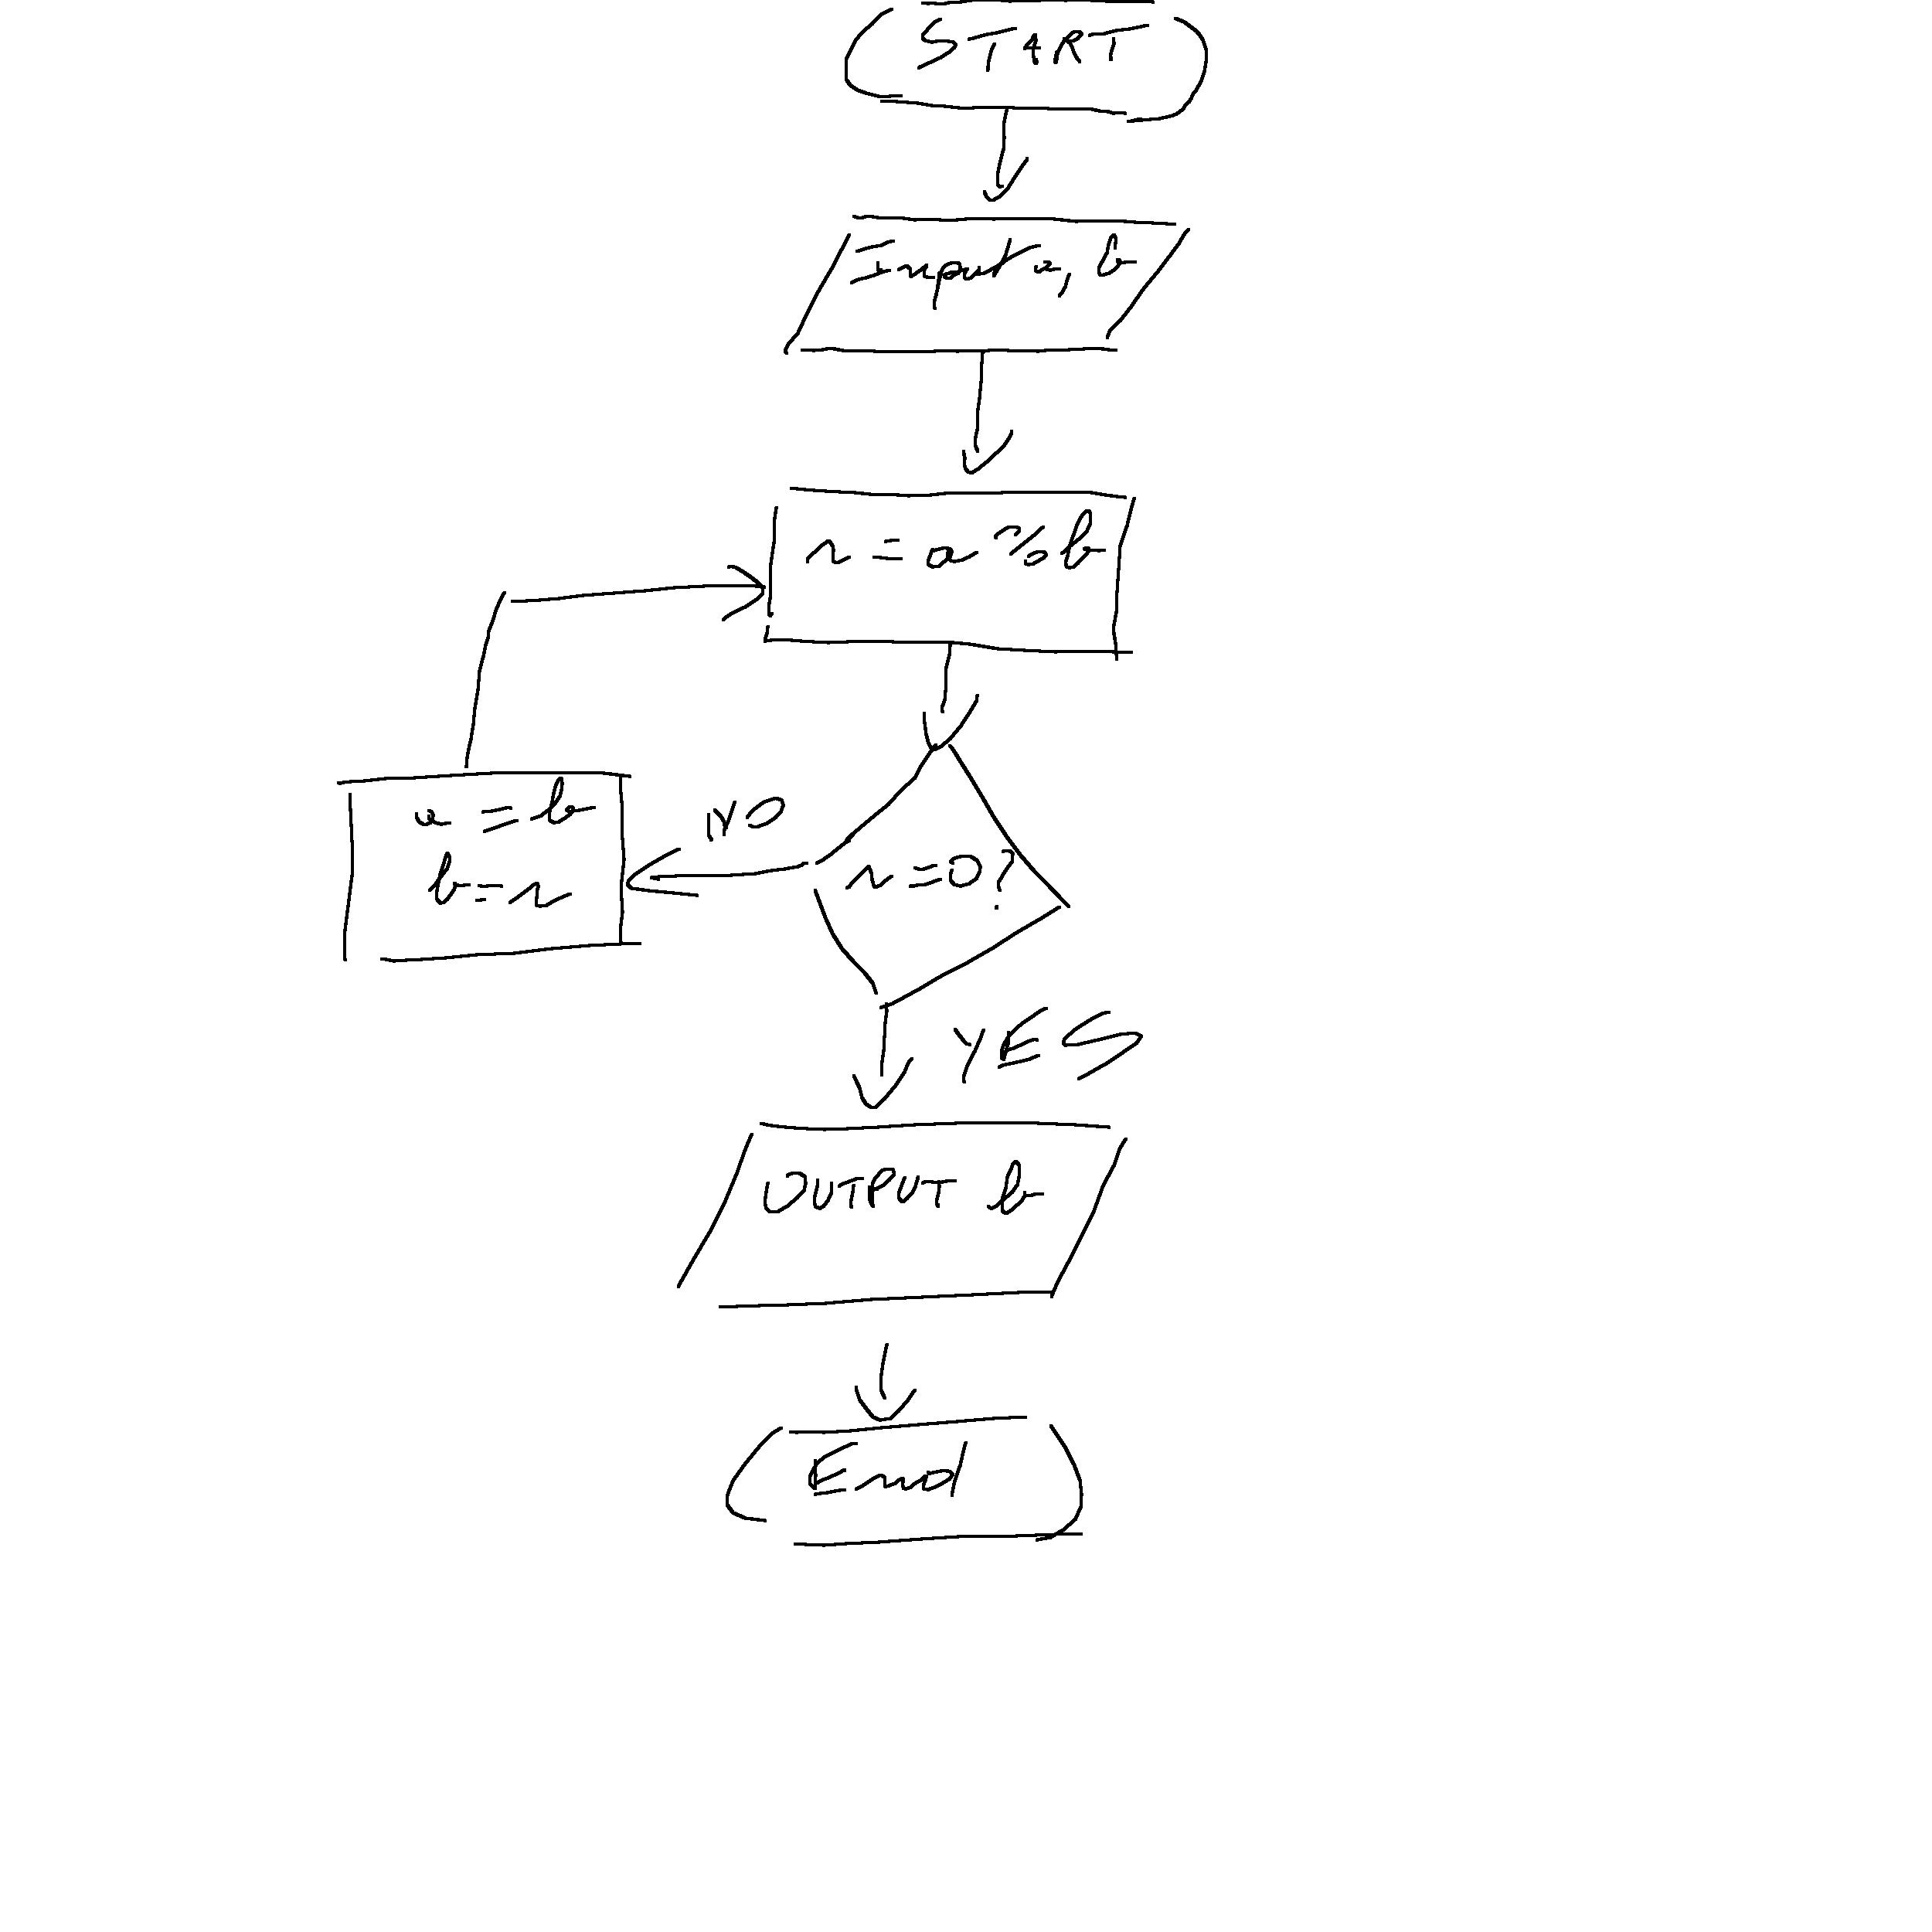 START
Input a, b
r = a % b
NO
a = b
b = r
r = 0?
YES
OUTPUT b
End